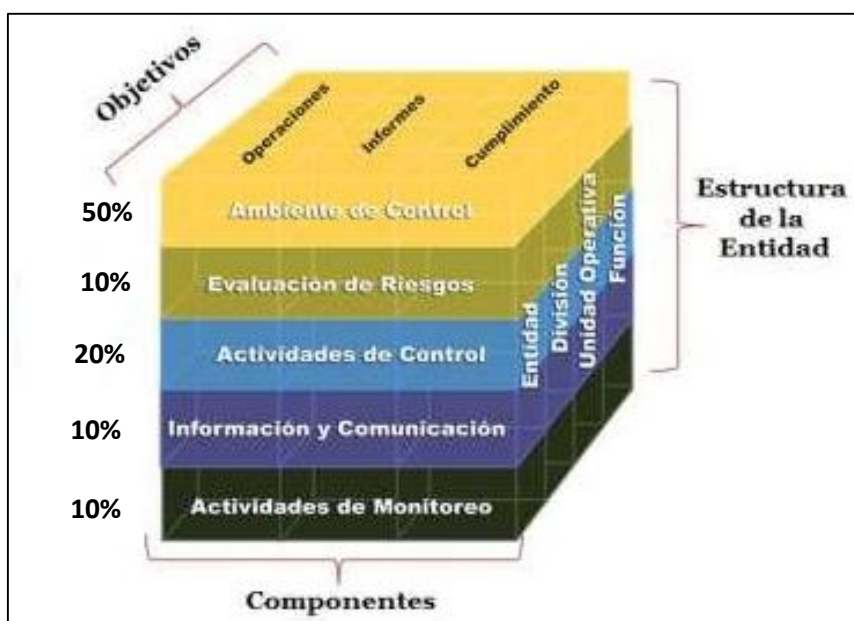 Objetivos
Operaciones
Informes
Cumplimiento
50%
Ambiente de Control
10%
Evaluación de Riesgos
20%
Actividades de Control
10%
Información y Comunicación
10%
Actividades de Monitoreo
Entidad
División
Unidad Operativa
Función
Estructura
de la
Entidad
Componentes